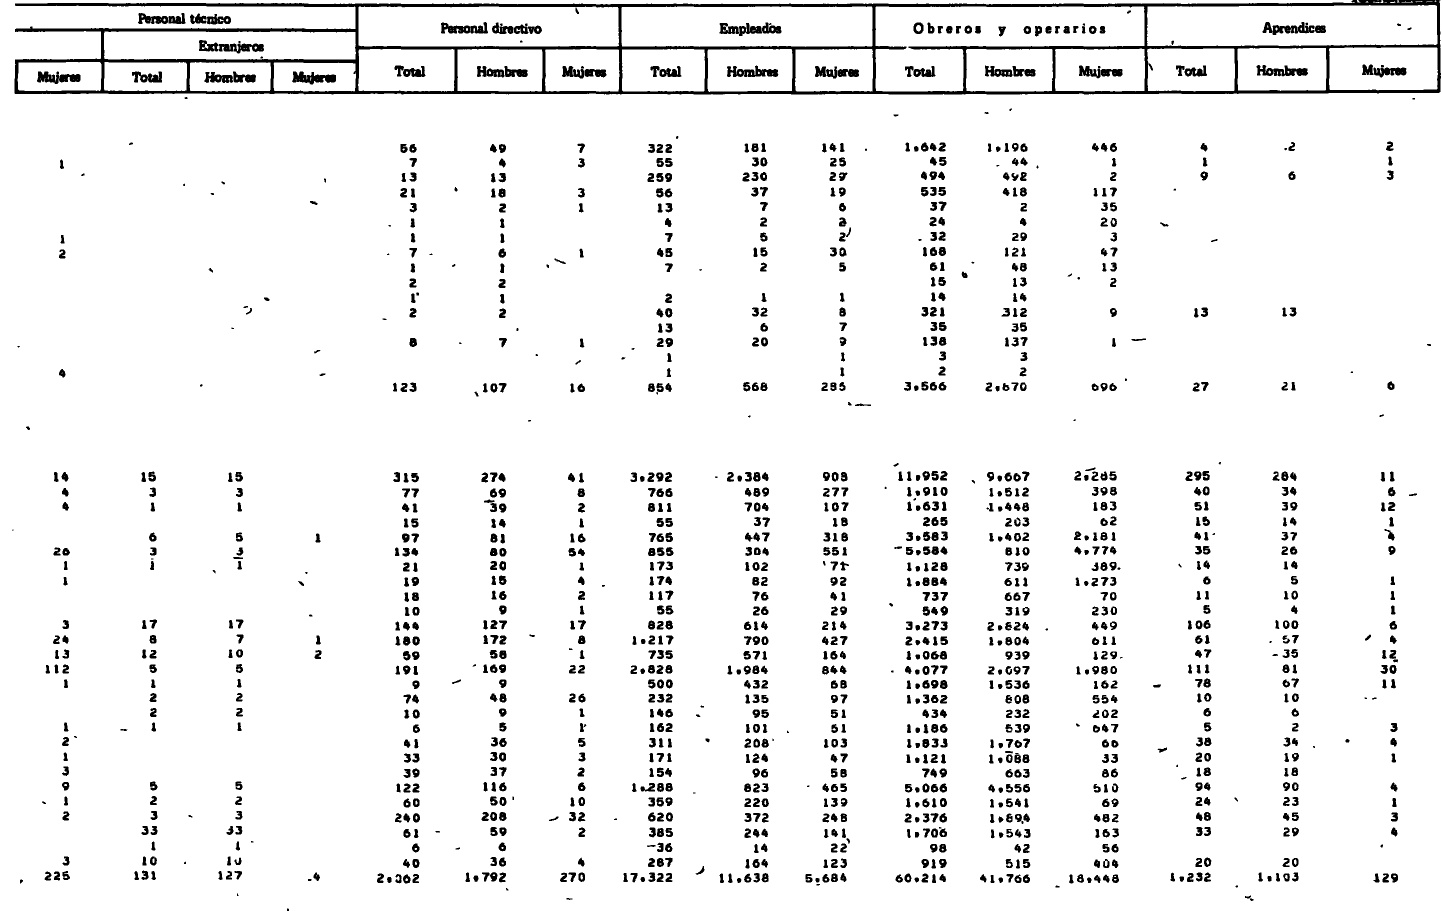 Personal técnico Personal directivo Empleados Obreros y operarios Aprendices
Extranjeros
Mujeres Total Hombres Mujeres Total Hombres Mujeres Total Hombres Mujeres Total Hombres Mujeres Total Hombres Mujeres
56 49 7 322 181 141 1.642 1.196 446 4 2 2
1 7 4 3 55 30 25 45 44 1 1 1
13 13 259 230 29 494 492 2 9 6 3
21 18 3 56 37 19 535 418 117
3 2 1 13 7 6 37 2 35
1 1 4 2 2 24 4 20
1 1 1 7 5 2 32 29 3
2 7 6 1 45 15 30 168 121 47
1 1 7 2 5 61 48 13
2 2 15 13 2
1 1 2 1 1 14 14
2 2 40 32 8 321 312 9 13 13
13 6 7 35 35
8 7 1 29 20 9 138 137 1
1 1 3 3
4 1 1 2 2
123 107 16 854 568 285 3.566 2.670 696 27 21 6
14 15 15 315 274 41 3.292 2.384 908 11.952 9.667 2.285 295 284 11
4 3 3 77 69 8 766 489 277 1.910 1.512 398 40 34 6
4 1 1 41 39 2 811 704 107 1.631 1.448 183 51 39 12
15 14 1 55 37 18 265 203 62 15 14 1
6 5 1 97 81 16 765 447 318 3.583 1.402 2.181 41 37 4
26 3 3 134 80 54 855 304 551 5.584 810 4.774 35 26 9
1 1 1 21 20 1 173 102 71 1.128 739 389 14 14
1 19 15 4 174 82 92 1.884 611 1.273 6 5 1
18 16 2 117 76 41 737 667 70 11 10 1
10 9 1 55 26 29 549 319 230 5 4 1
3 17 17 144 127 17 828 614 214 3.273 2.824 449 106 100 6
24 8 7 1 180 172 8 1.217 790 427 2.415 1.804 611 61 57 4
13 12 10 2 59 58 1 735 571 164 1.068 939 129 47 35 12
112 5 5 191 169 22 2.828 1.984 844 4.077 2.097 1.980 111 81 30
1 1 1 9 9 500 432 68 1.698 1.536 162 78 67 11
2 2 74 48 26 232 135 97 1.362 808 554 10 10
2 2 10 9 1 146 95 51 434 232 202 6 6
1 1 1 6 5 1 162 101 51 1.186 539 647 5 2 3
2 41 36 5 311 208 103 1.833 1.767 66 38 34 4
1 33 30 3 171 124 47 1.121 1.088 33 20 19 1
3 39 37 2 154 96 58 749 663 86 18 18
9 5 5 122 116 6 1.288 823 465 5.066 4.556 510 94 90 4
1 2 2 60 50 10 359 220 139 1.610 1.541 69 24 23 1
2 3 3 240 208 32 620 372 248 2.376 1.894 482 48 45 3
33 33 61 59 2 385 244 141 1.706 1.543 163 33 29 4
1 1 6 6 36 14 22 98 42 56
3 10 10 40 36 4 287 164 123 919 515 404 20 20
225 131 127 4 2.062 1.792 270 17.322 11.638 5.684 60.214 41.766 18.448 1.232 1.103 129